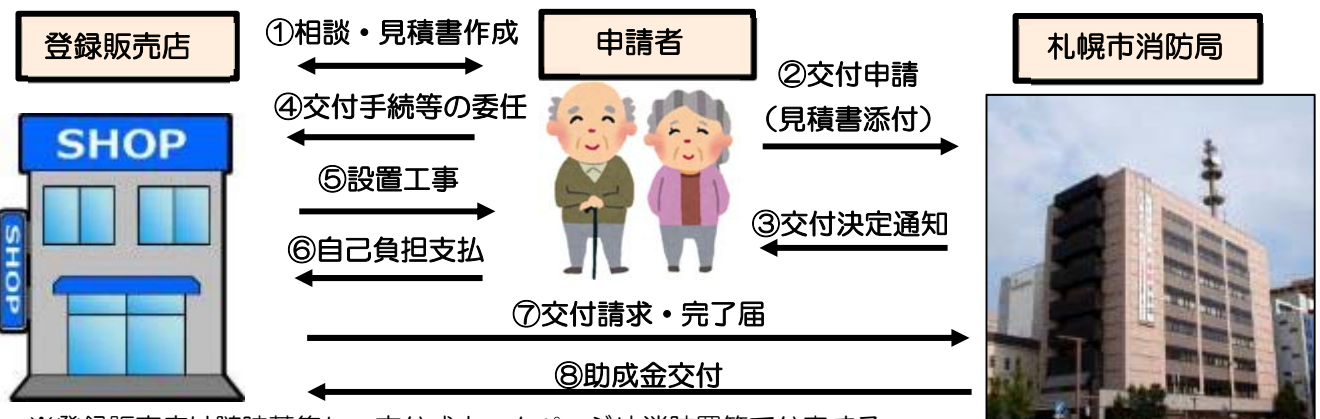 登録販売店
①相談・見積書作成
申請者
札幌市消防局
②交付申請
（見積書添付）
④交付手続等の委任
SHOP
SHOP
⑤設置工事
③交付決定通知
⑥自己負担支払
⑦交付請求・完了届
⑧助成金交付